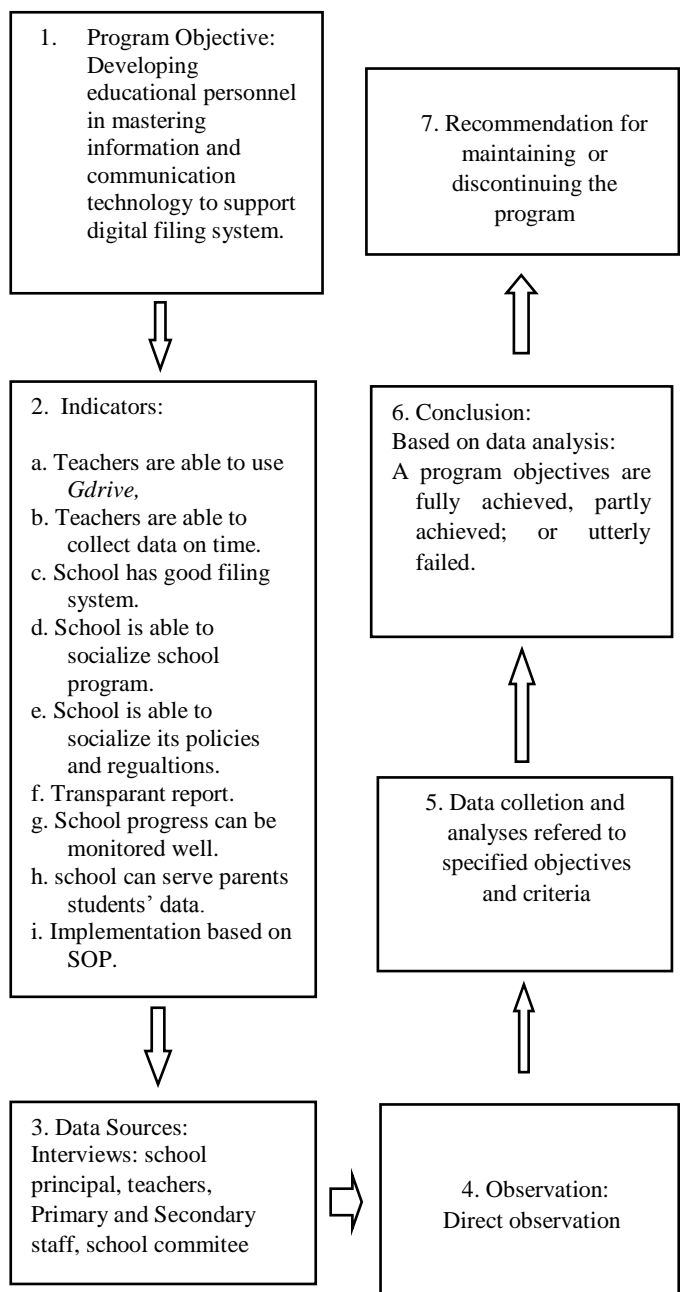 1. Program Objective:
Developing
educational personnel
in mastering
information and
communication
technology to support
digital filing system.
2. Indicators:
a. Teachers are able to use
Gdrive,
b. Teachers are able to
collect data on time.
c. School has good filing
system.
d. School is able to
socialize school
program.
e. School is able to
socialize its policies
and regualtions.
f. Transparant report.
g. School progress can be
monitored well.
h. school can serve parents
students’ data.
i. Implementation based on
SOP.
3. Data Sources:
Interviews: school
principal, teachers,
Primary and Secondary
staff, school commitee
4. Observation:
Direct observation
5. Data colletion and
analyses refered to
specified objectives
and criteria
6. Conclusion:
Based on data analysis:
A program objectives are
fully achieved, partly
achieved; or utterly
failed.
7. Recommendation for
maintaining or
discontinuing the
program